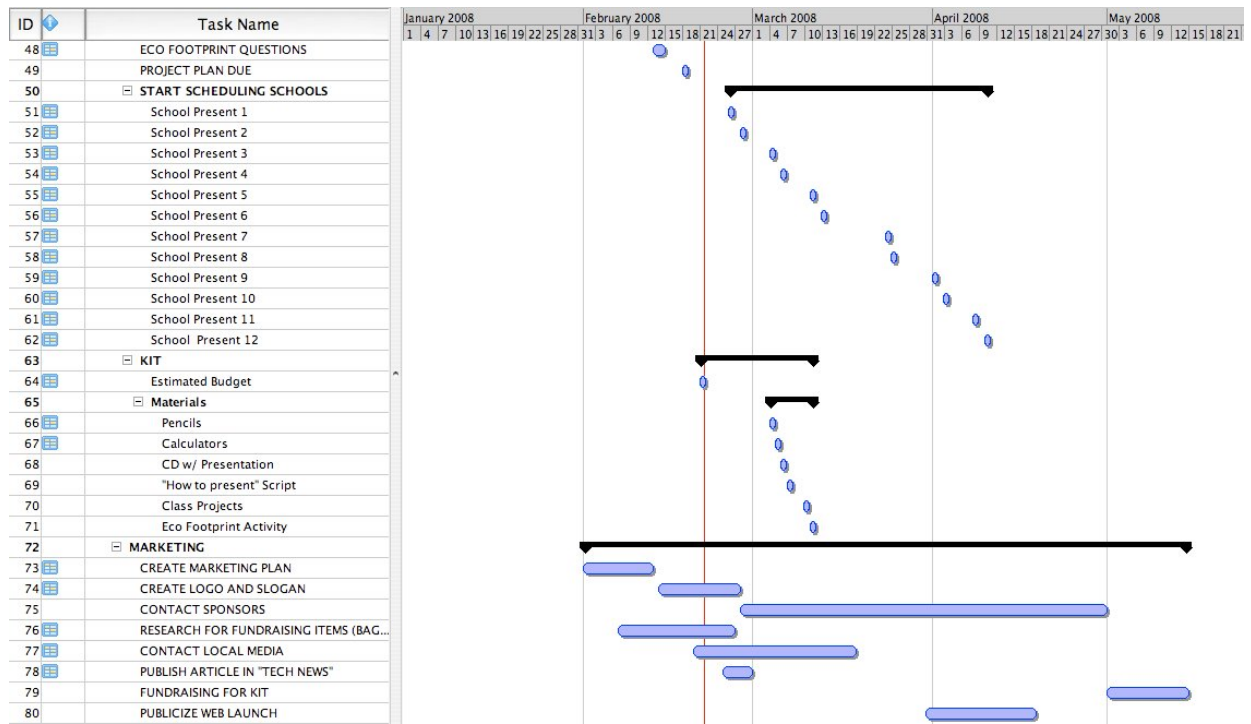 ID Task Name January 2008 February 2008 March 2008 April 2008 May 2008
1 4 7 10 13 16 19 22 25 28 31 3 6 9 12 15 18 21 24 27 1 4 7 10 13 16 19 22 25 28 31 3 6 9 12 15 18 21 24 27 30 3 6 9 12 15 18 21
48 ECO FOOTPRINT QUESTIONS
49 PROJECT PLAN DUE
50 START SCHEDULING SCHOOLS
51 School Present 1
52 School Present 2
53 School Present 3
54 School Present 4
55 School Present 5
56 School Present 6
57 School Present 7
58 School Present 8
59 School Present 9
60 School Present 10
61 School Present 11
62 School Present 12
63 KIT
64 Estimated Budget
65 Materials
66 Pencils
67 Calculators
68 CD w/ Presentation
69 "How to present" Script
70 Class Projects
71 Eco Footprint Activity
72 MARKETING
73 CREATE MARKETING PLAN
74 CREATE LOGO AND SLOGAN
75 CONTACT SPONSORS
76 RESEARCH FOR FUNDRAISING ITEMS (BAG...
77 CONTACT LOCAL MEDIA
78 PUBLISH ARTICLE IN "TECH NEWS"
79 FUNDRAISING FOR KIT
80 PUBLICIZE WEB LAUNCH